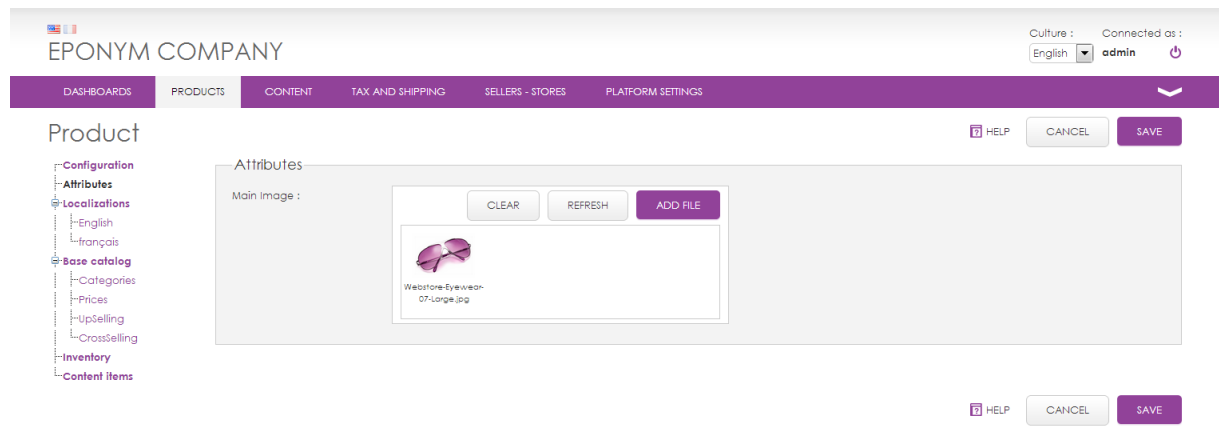 Culture : Connected as :
EPONYM COMPANY
English admin
DASHBOARDS PRODUCTS CONTENT TAX AND SHIPPING SELLERS - STORES PLATFORM SETTINGS
Product
? HELP CANCEL SAVE
Configuration
Attributes
Localizations
English
français
Base catalog
Categories
Prices
UpSelling
CrossSelling
Inventory
Content items
Attributes
Main Image :
CLEAR REFRESH ADD FILE
Webstore-Eyewear-
07-Large.jpg
? HELP CANCEL SAVE